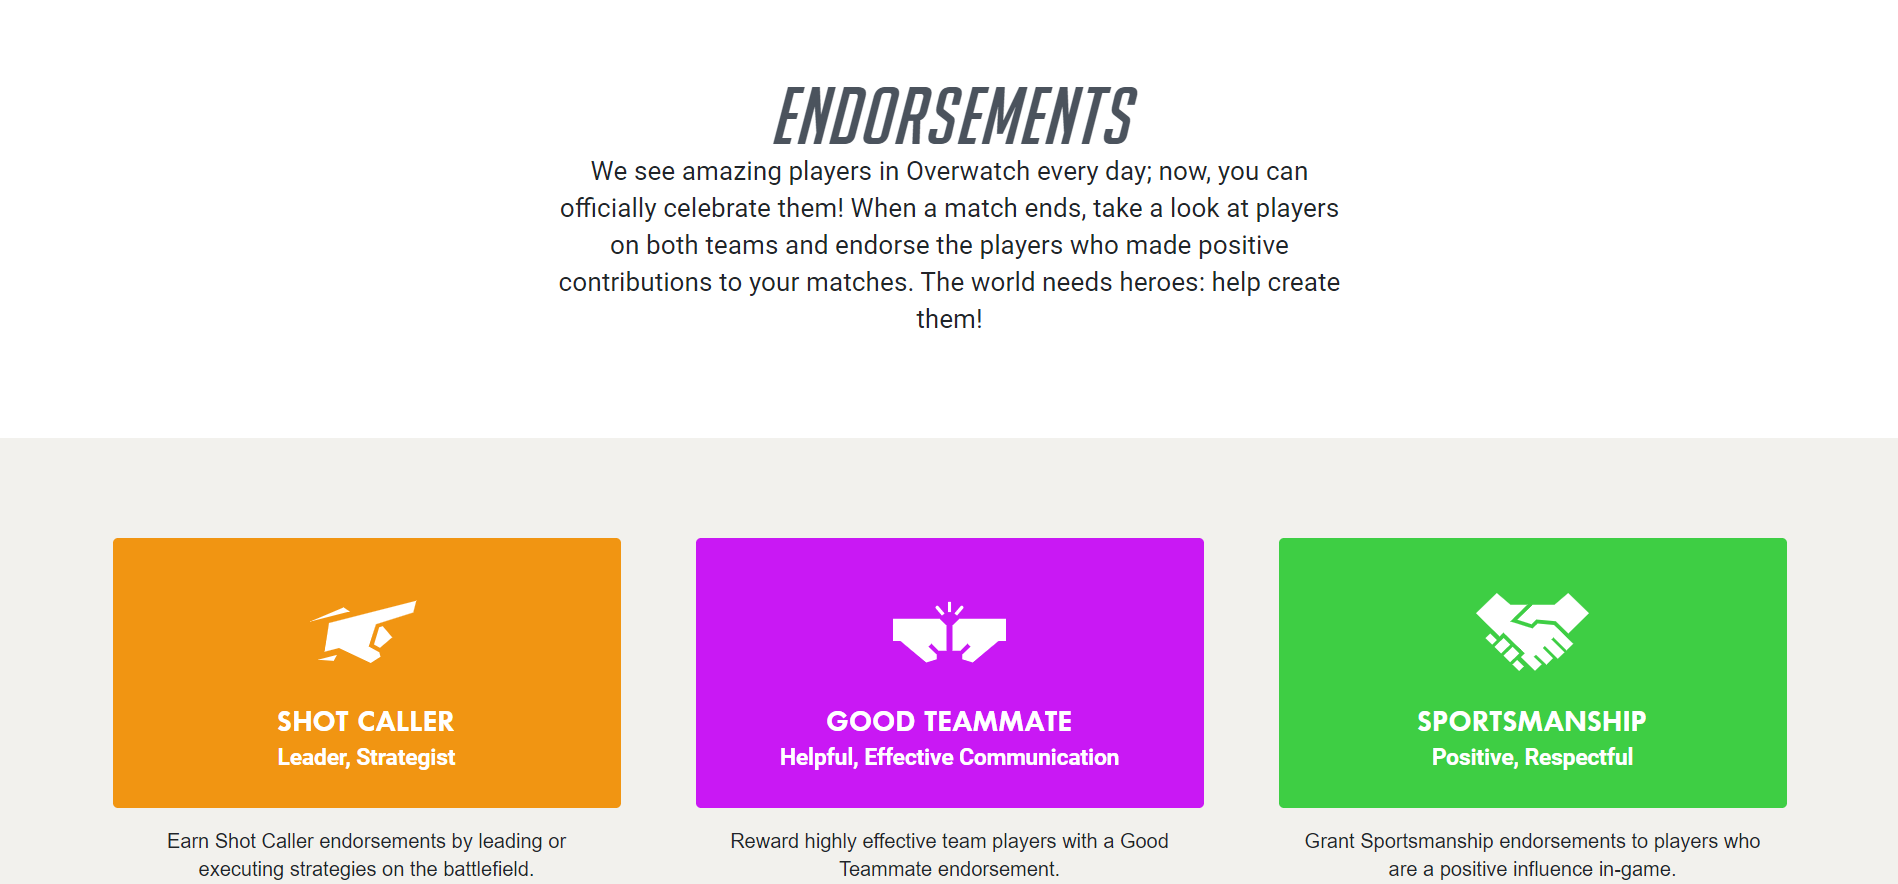 ENDORSEMENTS
We see amazing players in Overwatch every day; now, you can
officially celebrate them! When a match ends, take a look at players
on both teams and endorse the players who made positive
contributions to your matches. The world needs heroes: help create
them!
SHOT CALLER
Leader, Strategist
Earn Shot Caller endorsements by leading or
executing strategies on the battlefield.
GOOD TEAMMATE
Helpful, Effective Communication
Reward highly effective team players with a Good
Teammate endorsement.
SPORTSMANSHIP
Positive, Respectful
Grant Sportsmanship endorsements to players who
are a positive influence in-game.